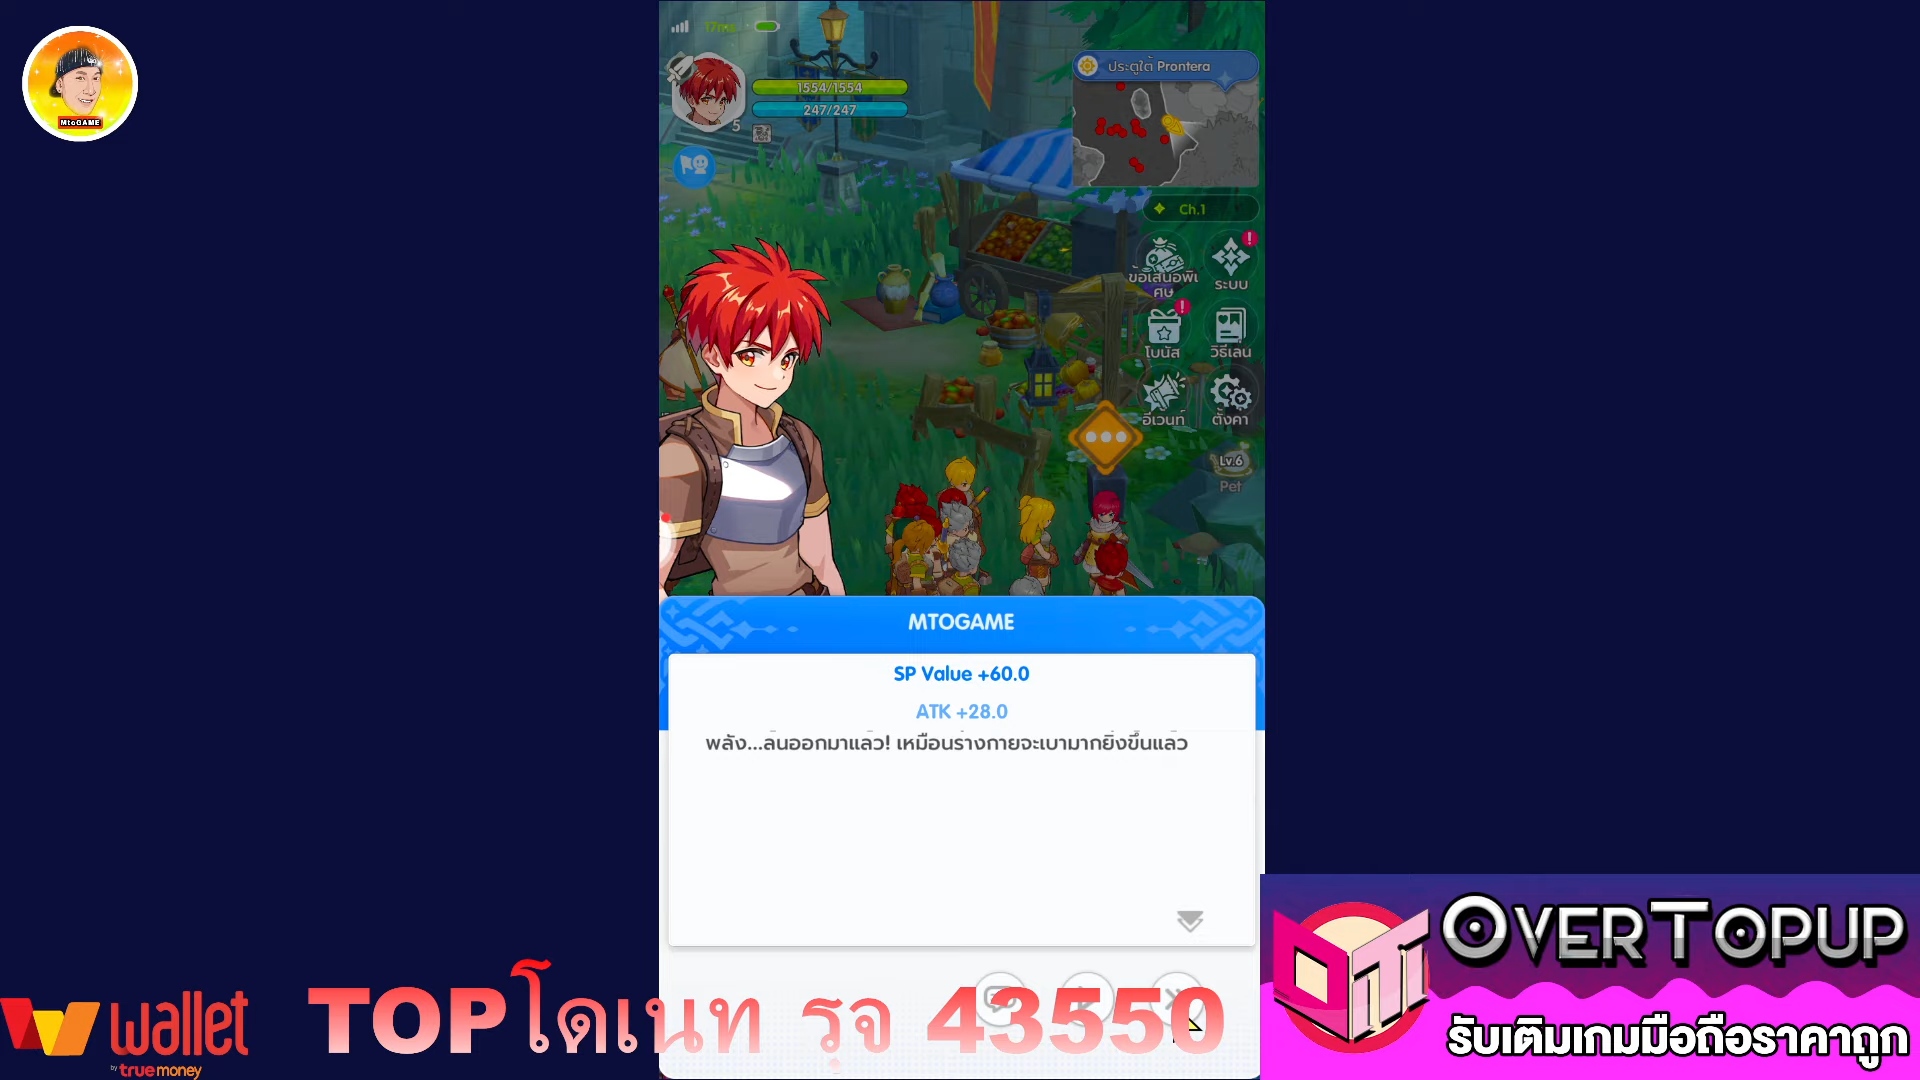 MtoGAME
17ms
1554/1554
247/247
5
ประตูใต้ Prontera
Ch.1
ข้อเสนอพิเ
ศษ
ระบบ
โบนัส
วิธีเล่น
อีเวนท์
ตั้งค่า
Lv.6
Pet
MTOGAME
SP Value +60.0
ATK +28.0
พลัง...ล้นออกมาแล้ว! เหมือนร่างกายจะเบามากยิ่งขึ้นแล้ว
wallet
by truemoney
TOPโดเนท รุจ 43550
OVERTOPUP
รับเติมเกมมือถือราคาถูก